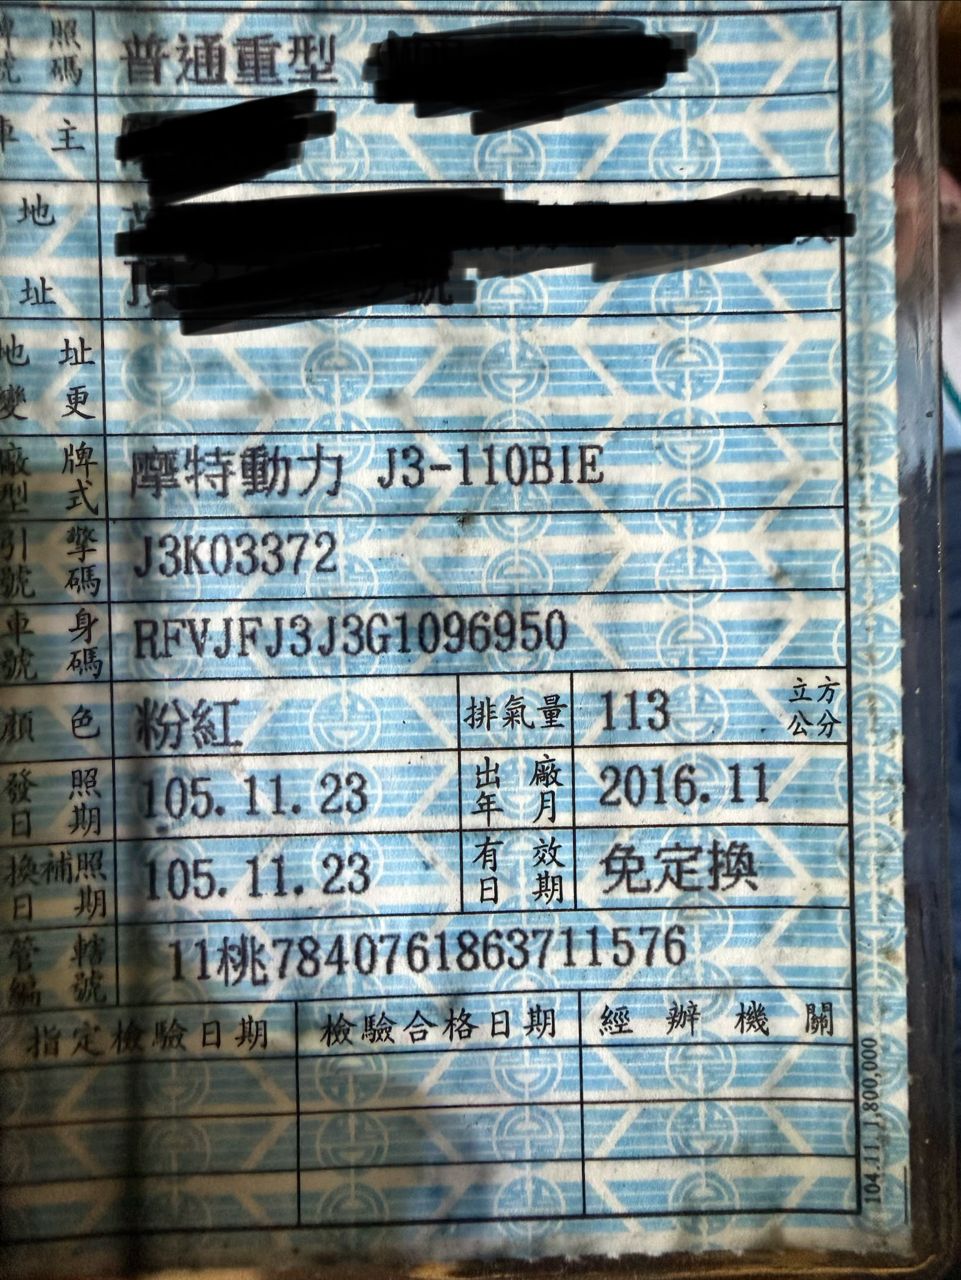 照 普通重型
號碼
車主
地
址 號
地址
變更
廠牌 摩特動力 J3-110BIE
型式
引擎 J3K03372
號碼
車身 RFVJFJ3J3G1096950
號碼
顏色 粉紅 排氣量 113 立方公分
發照日期 105.11.23 出廠年月 2016.11
換補照日期 105.11.23 有效日期 免定換
管轄編號 11桃7840761863711576
指定檢驗日期 檢驗合格日期 經辦機關
104.11.1,800,000